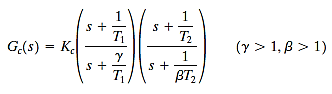 G_c(s) = K_c ( (s + 1/T_1) / (s + γ/T_1) ) ( (s + 1/T_2) / (s + 1/(βT_2)) )   (γ > 1, β > 1)